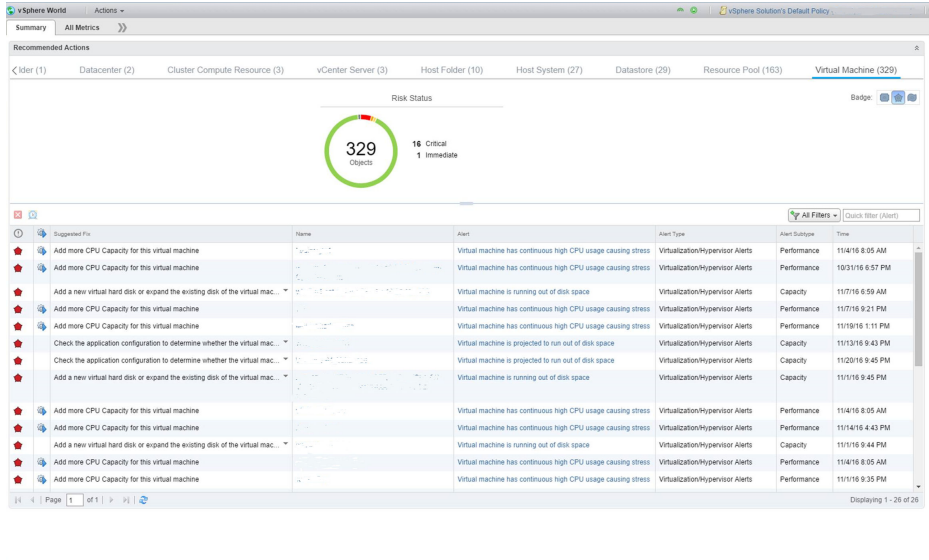 vSphere World Actions vSphere Solution's Default Policy
Summary All Metrics
Recommended Actions
lder (1) Datacenter (2) Cluster Compute Resource (3) vCenter Server (3) Host Folder (10) Host System (27) Datastore (29) Resource Pool (163) Virtual Machine (329)
Risk Status
Badge:
329
Objects
16 Critical
1 Immediate
All Filters Quick filter (Alert)
Suggested Fix Name Alert Alert Type Alert Subtype Time
Add more CPU Capacity for this virtual machine Virtual machine has continuous high CPU usage causing stress Virtualization/Hypervisor Alerts Performance 11/4/16 8:05 AM
Add more CPU Capacity for this virtual machine Virtual machine has continuous high CPU usage causing stress Virtualization/Hypervisor Alerts Performance 10/31/16 6:57 PM
Add a new virtual hard disk or expand the existing disk of the virtual mac... Virtual machine is running out of disk space Virtualization/Hypervisor Alerts Capacity 11/7/16 6:59 AM
Add more CPU Capacity for this virtual machine Virtual machine has continuous high CPU usage causing stress Virtualization/Hypervisor Alerts Performance 11/7/16 9:21 PM
Add more CPU Capacity for this virtual machine Virtual machine has continuous high CPU usage causing stress Virtualization/Hypervisor Alerts Performance 11/19/16 1:11 PM
Check the application configuration to determine whether the virtual mac... Virtual machine is projected to run out of disk space Virtualization/Hypervisor Alerts Capacity 11/13/16 9:43 PM
Check the application configuration to determine whether the virtual mac... Virtual machine is projected to run out of disk space Virtualization/Hypervisor Alerts Capacity 11/20/16 9:45 PM
Add a new virtual hard disk or expand the existing disk of the virtual mac... Virtual machine is running out of disk space Virtualization/Hypervisor Alerts Capacity 11/1/16 9:45 PM
Add more CPU Capacity for this virtual machine Virtual machine has continuous high CPU usage causing stress Virtualization/Hypervisor Alerts Performance 11/4/16 8:05 AM
Add more CPU Capacity for this virtual machine Virtual machine has continuous high CPU usage causing stress Virtualization/Hypervisor Alerts Performance 11/14/16 4:43 PM
Add a new virtual hard disk or expand the existing disk of the virtual mac... Virtual machine is running out of disk space Virtualization/Hypervisor Alerts Capacity 11/1/16 9:44 PM
Add more CPU Capacity for this virtual machine Virtual machine has continuous high CPU usage causing stress Virtualization/Hypervisor Alerts Performance 11/4/16 8:05 AM
Add more CPU Capacity for this virtual machine Virtual machine has continuous high CPU usage causing stress Virtualization/Hypervisor Alerts Performance 11/1/16 9:35 PM
Page 1 of 1 Displaying 1 - 26 of 26